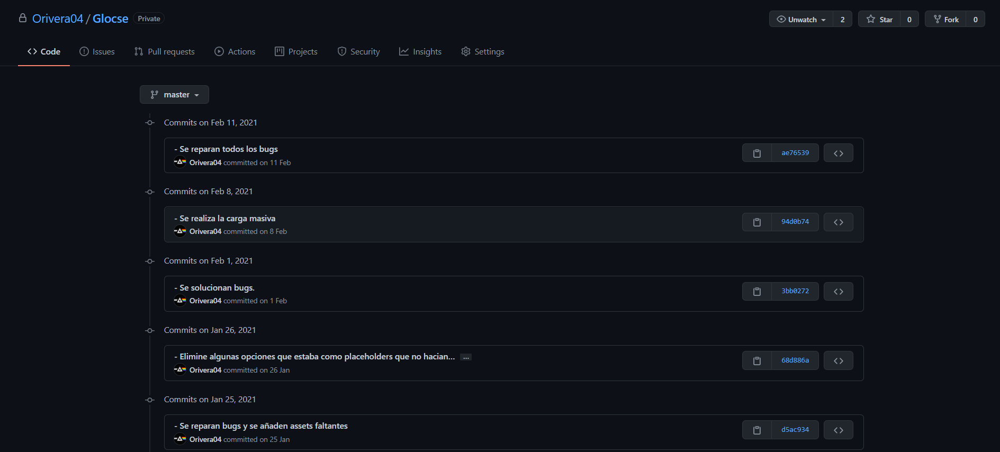 Orivera04 / Glocse Private
Unwatch 2 Star 0 Fork 0
Code Issues Pull requests Actions Projects Security Insights Settings
master
Commits on Feb 11, 2021
- Se reparan todos los bugs
Orivera04 committed on 11 Feb
ae76539
Commits on Feb 8, 2021
- Se realiza la carga masiva
Orivera04 committed on 8 Feb
94d0b74
Commits on Feb 1, 2021
- Se solucionan bugs.
Orivera04 committed on 1 Feb
3bb0272
Commits on Jan 26, 2021
- Elimine algunas opciones que estaba como placeholders que no hacian... ...
Orivera04 committed on 26 Jan
68d886a
Commits on Jan 25, 2021
- Se reparan bugs y se añaden assets faltantes
Orivera04 committed on 25 Jan
d5ac934